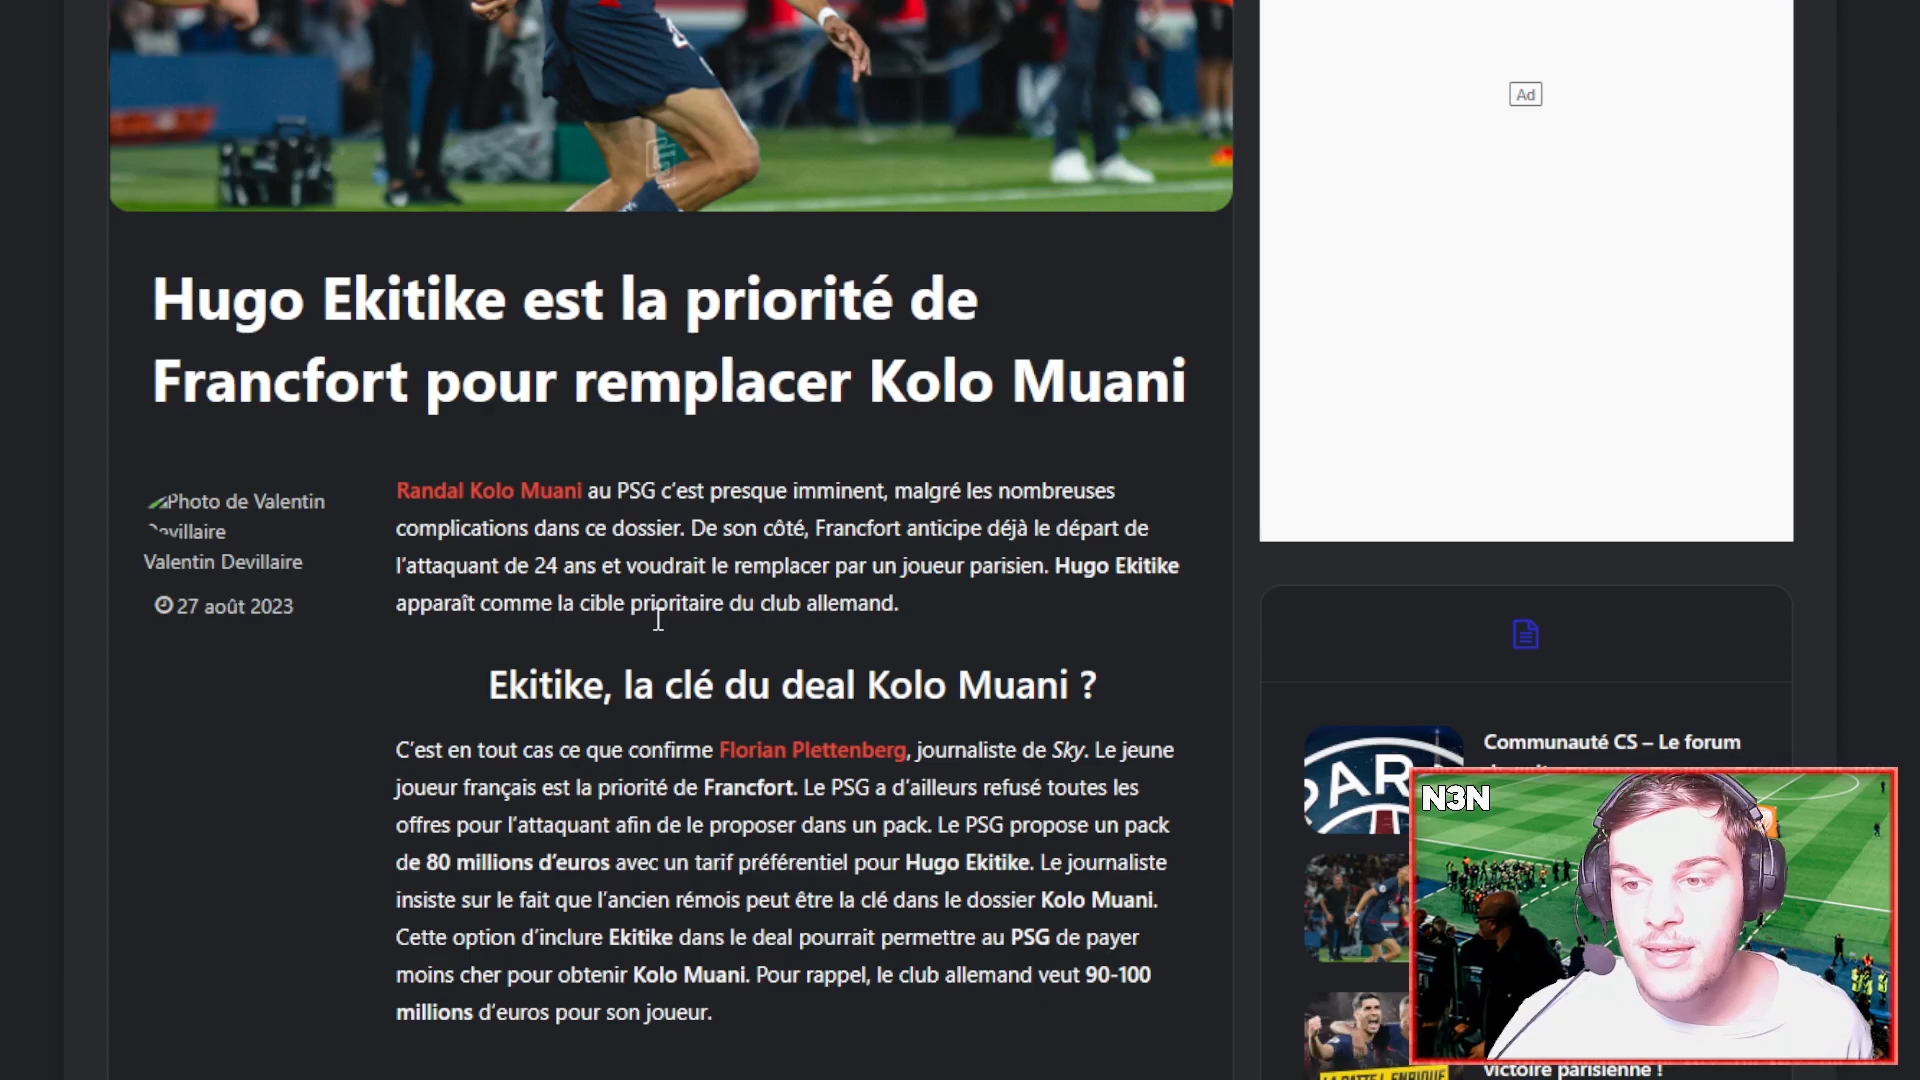 Ad
Hugo Ekitike est la priorité de
Francfort pour remplacer Kolo Muani
Photo de Valentin
Valentin Devillaire
27 août 2023
Randal Kolo Muani au PSG c’est presque imminent, malgré les nombreuses
complications dans ce dossier. De son côté, Francfort anticipe déjà le départ de
l’attaquant de 24 ans et voudrait le remplacer par un joueur parisien. Hugo Ekitike
apparaît comme la cible prioritaire du club allemand.
Ekitike, la clé du deal Kolo Muani ?
C’est en tout cas ce que confirme Florian Plettenberg, journaliste de Sky. Le jeune
joueur français est la priorité de Francfort. Le PSG a d’ailleurs refusé toutes les
offres pour l’attaquant afin de le proposer dans un pack. Le PSG propose un pack
de 80 millions d’euros avec un tarif préférentiel pour Hugo Ekitike. Le journaliste
insiste sur le fait que l’ancien rémois peut être la clé dans le dossier Kolo Muani.
Cette option d’inclure Ekitike dans le deal pourrait permettre au PSG de payer
moins cher pour obtenir Kolo Muani. Pour rappel, le club allemand veut 90-100
millions d’euros pour son joueur.
Communauté CS – Le forum
PAR
N3N
victoire parisienne !